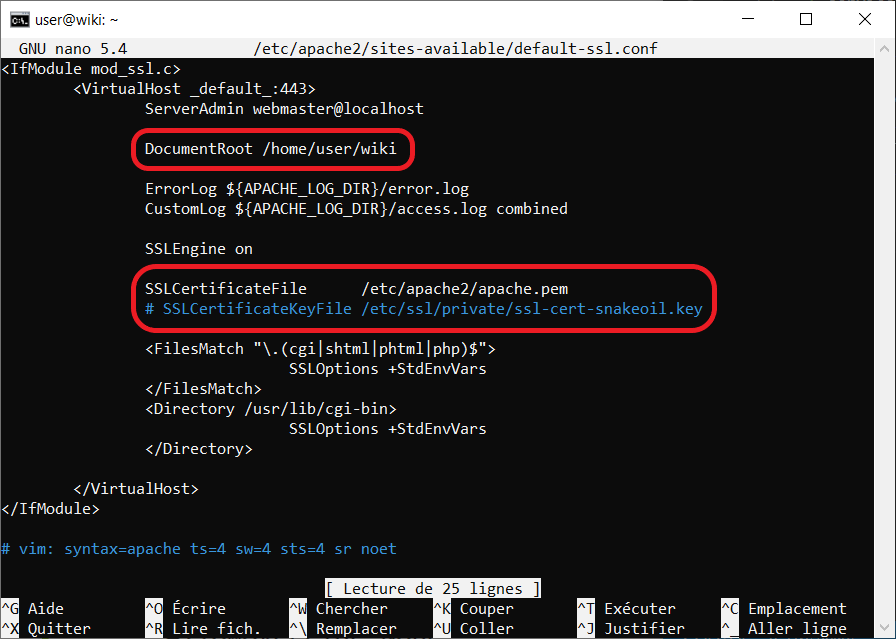 user@wiki: ~
GNU nano 5.4 /etc/apache2/sites-available/default-ssl.conf
<IfModule mod_ssl.c>
<VirtualHost _default_:443>
ServerAdmin webmaster@localhost
DocumentRoot /home/user/wiki
ErrorLog ${APACHE_LOG_DIR}/error.log
CustomLog ${APACHE_LOG_DIR}/access.log combined
SSLEngine on
SSLCertificateFile /etc/apache2/apache.pem
# SSLCertificateKeyFile /etc/ssl/private/ssl-cert-snakeoil.key
<FilesMatch "\.(cgi|shtml|phtml|php)$">
SSLOptions +StdEnvVars
</FilesMatch>
<Directory /usr/lib/cgi-bin>
SSLOptions +StdEnvVars
</Directory>
</VirtualHost>
</IfModule>
# vim: syntax=apache ts=4 sw=4 sts=4 sr noet
[ Lecture de 25 lignes ]
^G Aide ^O Écrire ^W Chercher ^K Couper ^T Exécuter ^C Emplacement
^X Quitter ^R Lire fich. ^\ Remplacer ^U Coller ^J Justifier ^_ Aller ligne